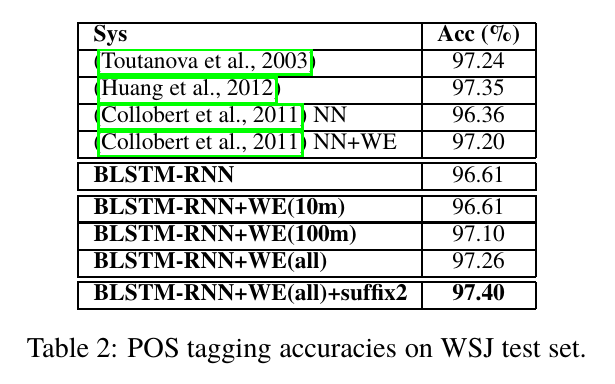 Sys Acc (%)
(Toutanova et al., 2003) 97.24
(Huang et al., 2012) 97.35
(Collobert et al., 2011) NN 96.36
(Collobert et al., 2011) NN+WE 97.20
BLSTM-RNN 96.61
BLSTM-RNN+WE(10m) 96.61
BLSTM-RNN+WE(100m) 97.10
BLSTM-RNN+WE(all) 97.26
BLSTM-RNN+WE(all)+suffix2 97.40
Table 2: POS tagging accuracies on WSJ test set.